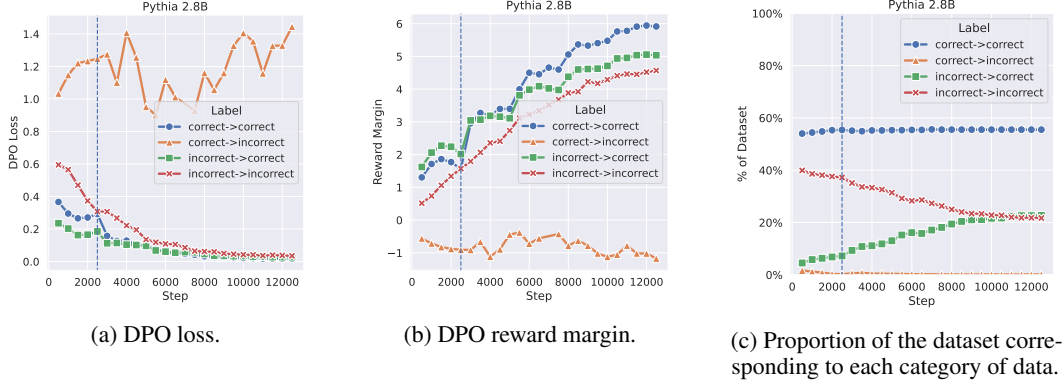 Pythia 2.8B
1.4
1.2
1.0
0.8
0.6
0.4
0.2
0.0
DPO Loss
Label
correct->correct
correct->incorrect
incorrect->correct
incorrect->incorrect
0 2000 4000 6000 8000 10000 12000
Step
(a) DPO loss.
Pythia 2.8B
6
5
4
3
2
1
0
−1
Reward Margin
Label
correct->correct
correct->incorrect
incorrect->correct
incorrect->incorrect
0 2000 4000 6000 8000 10000 12000
Step
(b) DPO reward margin.
Pythia 2.8B
100%
80%
60%
40%
20%
0%
% of Dataset
Label
correct->correct
correct->incorrect
incorrect->correct
incorrect->incorrect
0 2000 4000 6000 8000 10000 12000
Step
(c) Proportion of the dataset corre-
sponding to each category of data.